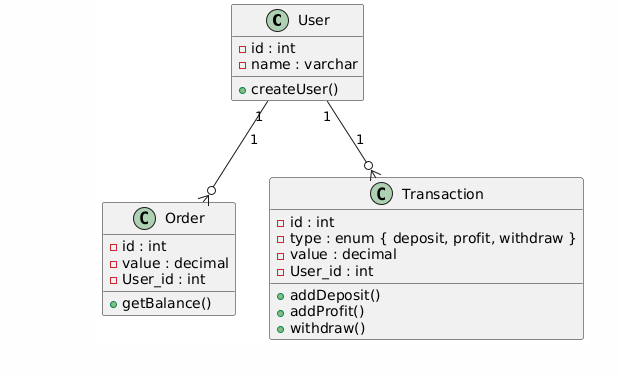 C User
id : int
name : varchar
createUser()
1
1
1
1
C Order
id : int
value : decimal
User_id : int
getBalance()
C Transaction
id : int
type : enum { deposit, profit, withdraw }
value : decimal
User_id : int
addDeposit()
addProfit()
withdraw()